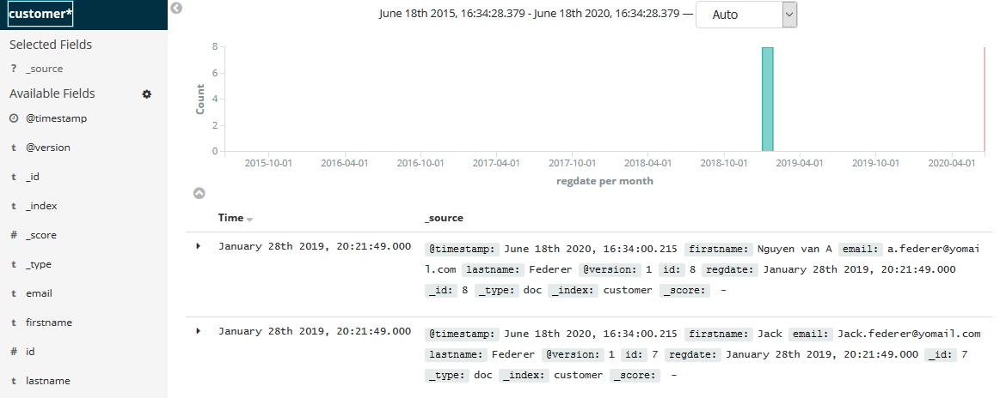 customer*
Selected Fields
? _source
Available Fields
@timestamp
t @version
t _id
t _index
# _score
t _type
t email
t firstname
# id
t lastname
June 18th 2015, 16:34:28.379 - June 18th 2020, 16:34:28.379 — Auto
Count
8
6
4
2
0
2015-10-01 2016-04-01 2016-10-01 2017-04-01 2017-10-01 2018-04-01 2018-10-01 2019-04-01 2019-10-01 2020-04-01
regdate per month
Time _source
January 28th 2019, 20:21:49.000
@timestamp: June 18th 2020, 16:34:00.215 firstname: Nguyen van A email: a.federer@yomai
l.com lastname: Federer @version: 1 id: 8 regdate: January 28th 2019, 20:21:49.000
_id: 8 _type: doc _index: customer _score: -
January 28th 2019, 20:21:49.000
@timestamp: June 18th 2020, 16:34:00.215 firstname: Jack email: Jack.federer@yomail.com
lastname: Federer @version: 1 id: 7 regdate: January 28th 2019, 20:21:49.000 _id: 7
_type: doc _index: customer _score: -